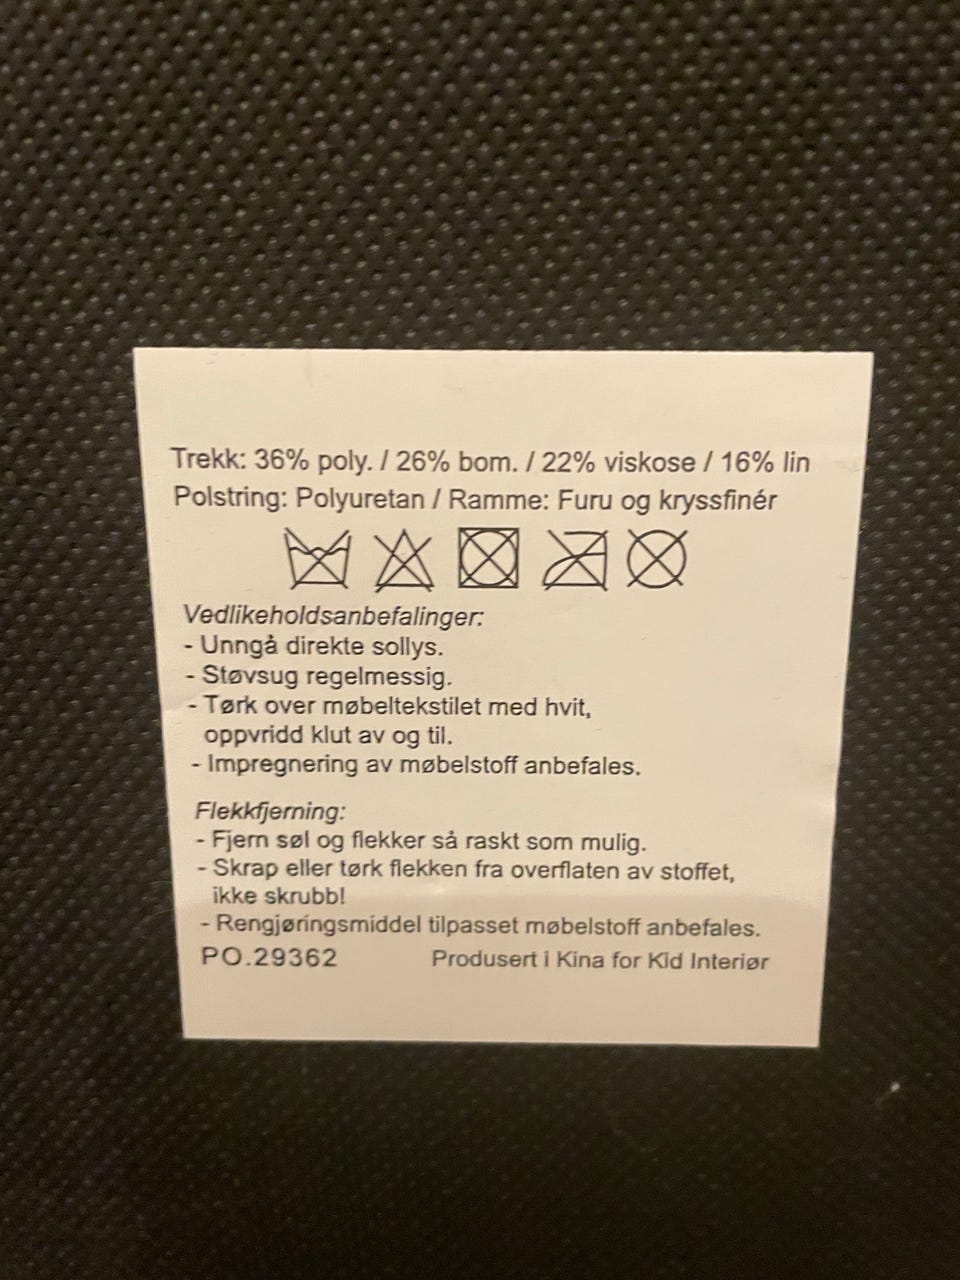 Trekk: 36% poly. / 26% bom. / 22% viskose / 16% lin
Polstring: Polyuretan / Ramme: Furu og kryssfinér
Vedlikeholdsanbefalinger:
- Unngå direkte sollys.
- Støvsug regelmessig.
- Tørk over møbeltekstilet med hvit,
oppvridd klut av og til.
- Impregnering av møbelstoff anbefales.
Flekkfjerning:
- Fjern søl og flekker så raskt som mulig.
- Skrap eller tørk flekken fra overflaten av stoffet,
ikke skrubb!
- Rengjøringsmiddel tilpasset møbelstoff anbefales.
PO.29362 Produsert i Kina for Kid Interiør